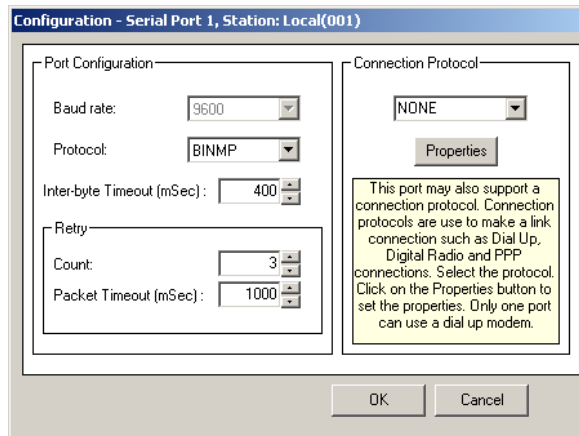 Configuration - Serial Port 1, Station: Local(001)
Port Configuration
Baud rate: 9600
Protocol: BINMP
Inter-byte Timeout (mSec) : 400
Retry
Count: 3
Packet Timeout (mSec) : 1000
Connection Protocol
NONE
Properties
This port may also support a
connection protocol. Connection
protocols are use to make a link
connection such as Dial Up,
Digital Radio and PPP
connections. Select the protocol.
Click on the Properties button to
set the properties. Only one port
can use a dial up modem.
OK Cancel